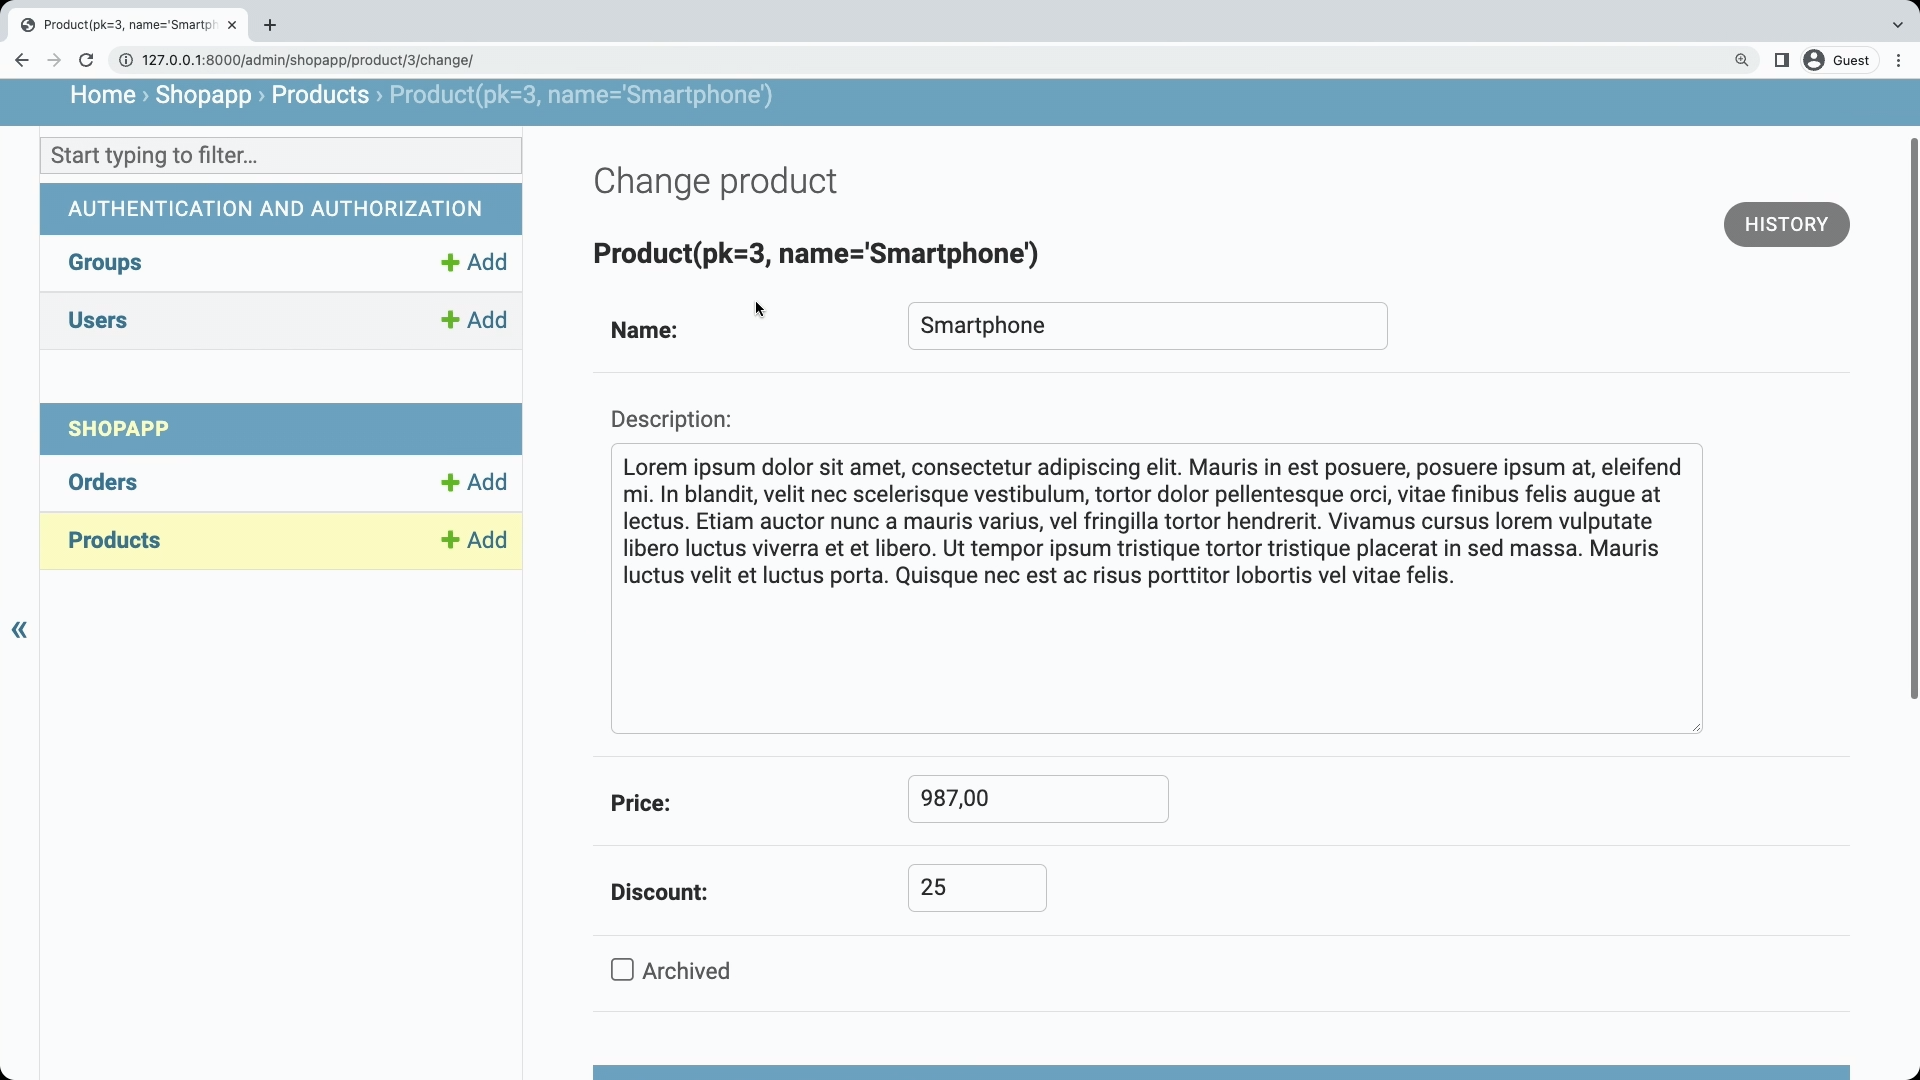 Product(pk=3, name='Smartph
127.0.0.1:8000/admin/shopapp/product/3/change/
Guest
Home › Shopapp › Products › Product(pk=3, name='Smartphone')
Start typing to filter...
AUTHENTICATION AND AUTHORIZATION
Groups
Add
Users
Add
SHOPAPP
Orders
Add
Products
Add
«
Change product
HISTORY
Product(pk=3, name='Smartphone')
Name:
Smartphone
Description:
Lorem ipsum dolor sit amet, consectetur adipiscing elit. Mauris in est posuere, posuere ipsum at, eleifend
mi. In blandit, velit nec scelerisque vestibulum, tortor dolor pellentesque orci, vitae finibus felis augue at
lectus. Etiam auctor nunc a mauris varius, vel fringilla tortor hendrerit. Vivamus cursus lorem vulputate
libero luctus viverra et et libero. Ut tempor ipsum tristique tortor tristique placerat in sed massa. Mauris
luctus velit et luctus porta. Quisque nec est ac risus porttitor lobortis vel vitae felis.
Price:
987,00
Discount:
25
Archived